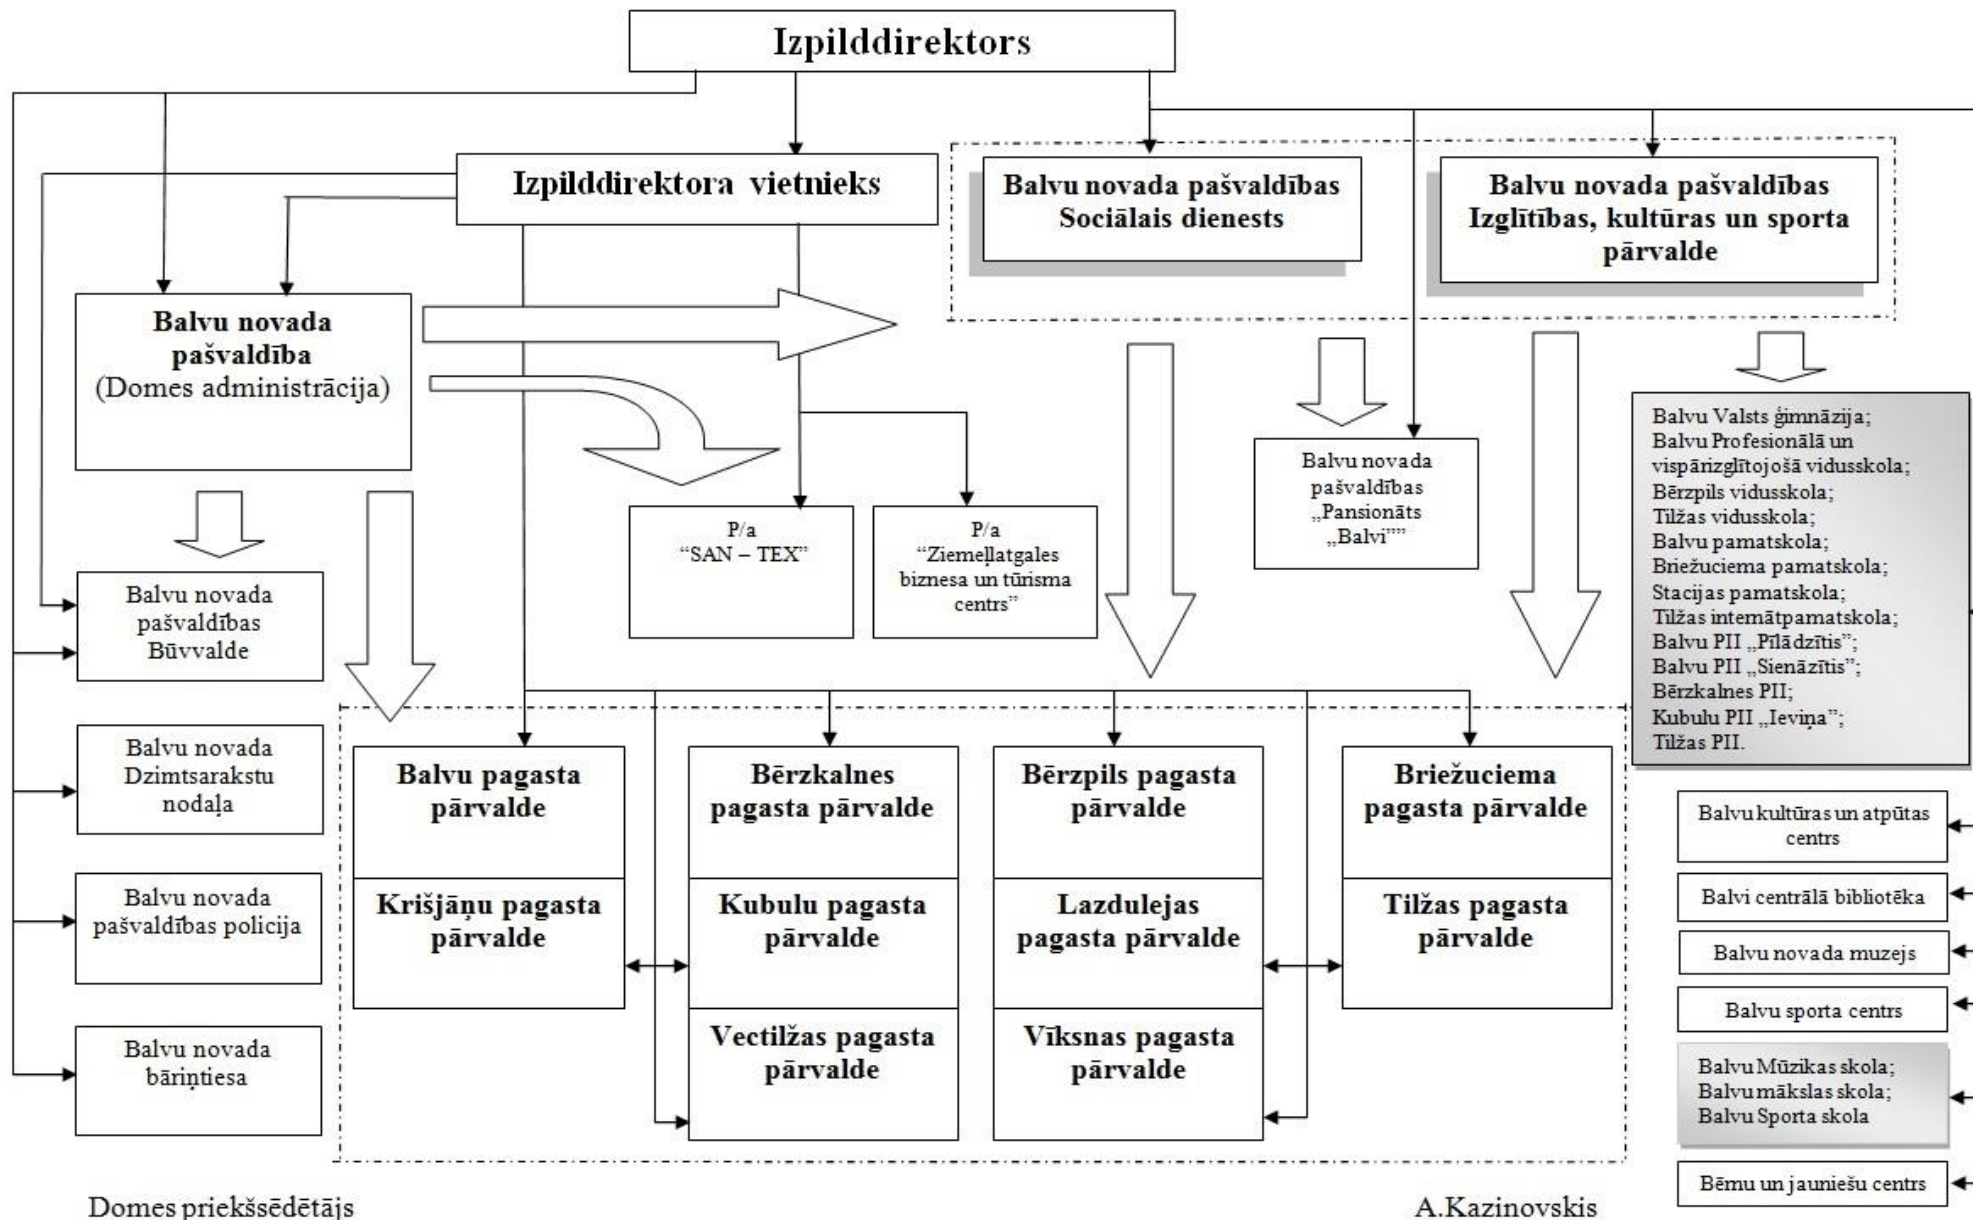 Izpilddirektors
Izpilddirektora vietnieks
Balvu novada pašvaldības
Sociālais dienests
Balvu novada pašvaldības
Izglītības, kultūras un sporta
pārvalde
Balvu novada
pašvaldība
(Domes administrācija)
Balvu Valsts ģimnāzija;
Balvu Profesionālā un
vispārizglītojošā vidusskola;
Bērzpils vidusskola;
Tilžas vidusskola;
Balvu pamatskola;
Briežuciema pamatskola;
Stacijas pamatskola;
Tilžas internātpamatskola;
Balvu PII „Pīlādzītis”;
Balvu PII „Sienāzītis”;
Bērzkalnes PII;
Kubulu PII „Ieviņa”;
Tilžas PII.
Balvu novada
pašvaldības
„Pansionāts
„Balvi””
P/a
“SAN – TEX”
P/a
“Ziemeļlatgales
biznesa un tūrisma
centrs”
Balvu novada
pašvaldības
Būvvalde
Balvu novada
Dzimtsarakstu
nodaļa
Balvu novada
pašvaldības policija
Balvu novada
bāriņtiesa
Balvu pagasta
pārvalde
Bērzkalnes
pagasta pārvalde
Bērzpils pagasta
pārvalde
Briežuciema
pagasta pārvalde
Krišjāņu pagasta
pārvalde
Kubulu pagasta
pārvalde
Lazdulejas
pagasta pārvalde
Tilžas pagasta
pārvalde
Vectilžas pagasta
pārvalde
Vīksnas pagasta
pārvalde
Balvu kultūras un atpūtas
centrs
Balvi centrālā bibliotēka
Balvu novada muzejs
Balvu sporta centrs
Balvu Mūzikas skola;
Balvu mākslas skola;
Balvu Sporta skola
Bērnu un jauniešu centrs
Domes priekšsēdētājs
A.Kazinovskis